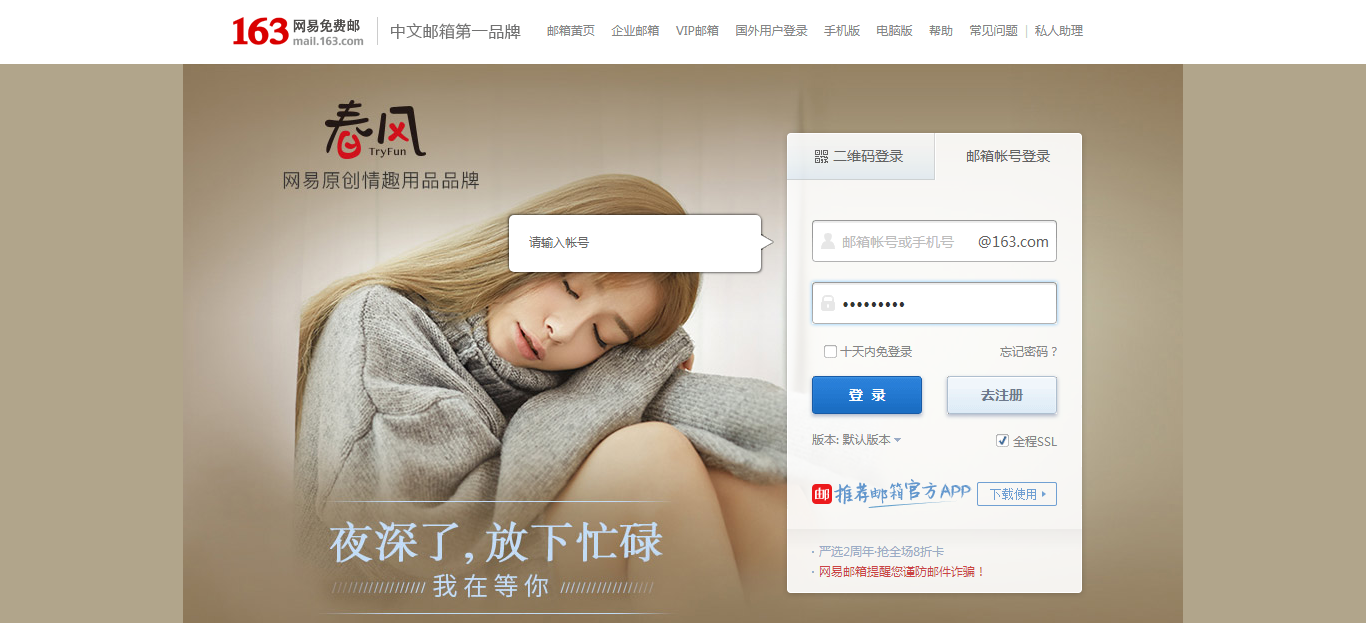 163 网易免费邮
mail.163.com
中文邮箱第一品牌
邮箱黄页 企业邮箱 VIP邮箱 国外用户登录 手机版 电脑版 帮助 常见问题 | 私人助理
春风
TryFun
网易原创情趣用品品牌
二维码登录 邮箱帐号登录
请输入帐号
邮箱帐号或手机号 @163.com
•••••••••
十天内免登录 忘记密码？
登 录 去注册
版本: 默认版本 全程SSL
邮 推荐邮箱官方APP 下载使用
夜深了，放下忙碌
我在等你
· 严选2周年·抢全场8折卡
· 网易邮箱提醒您谨防邮件诈骗！